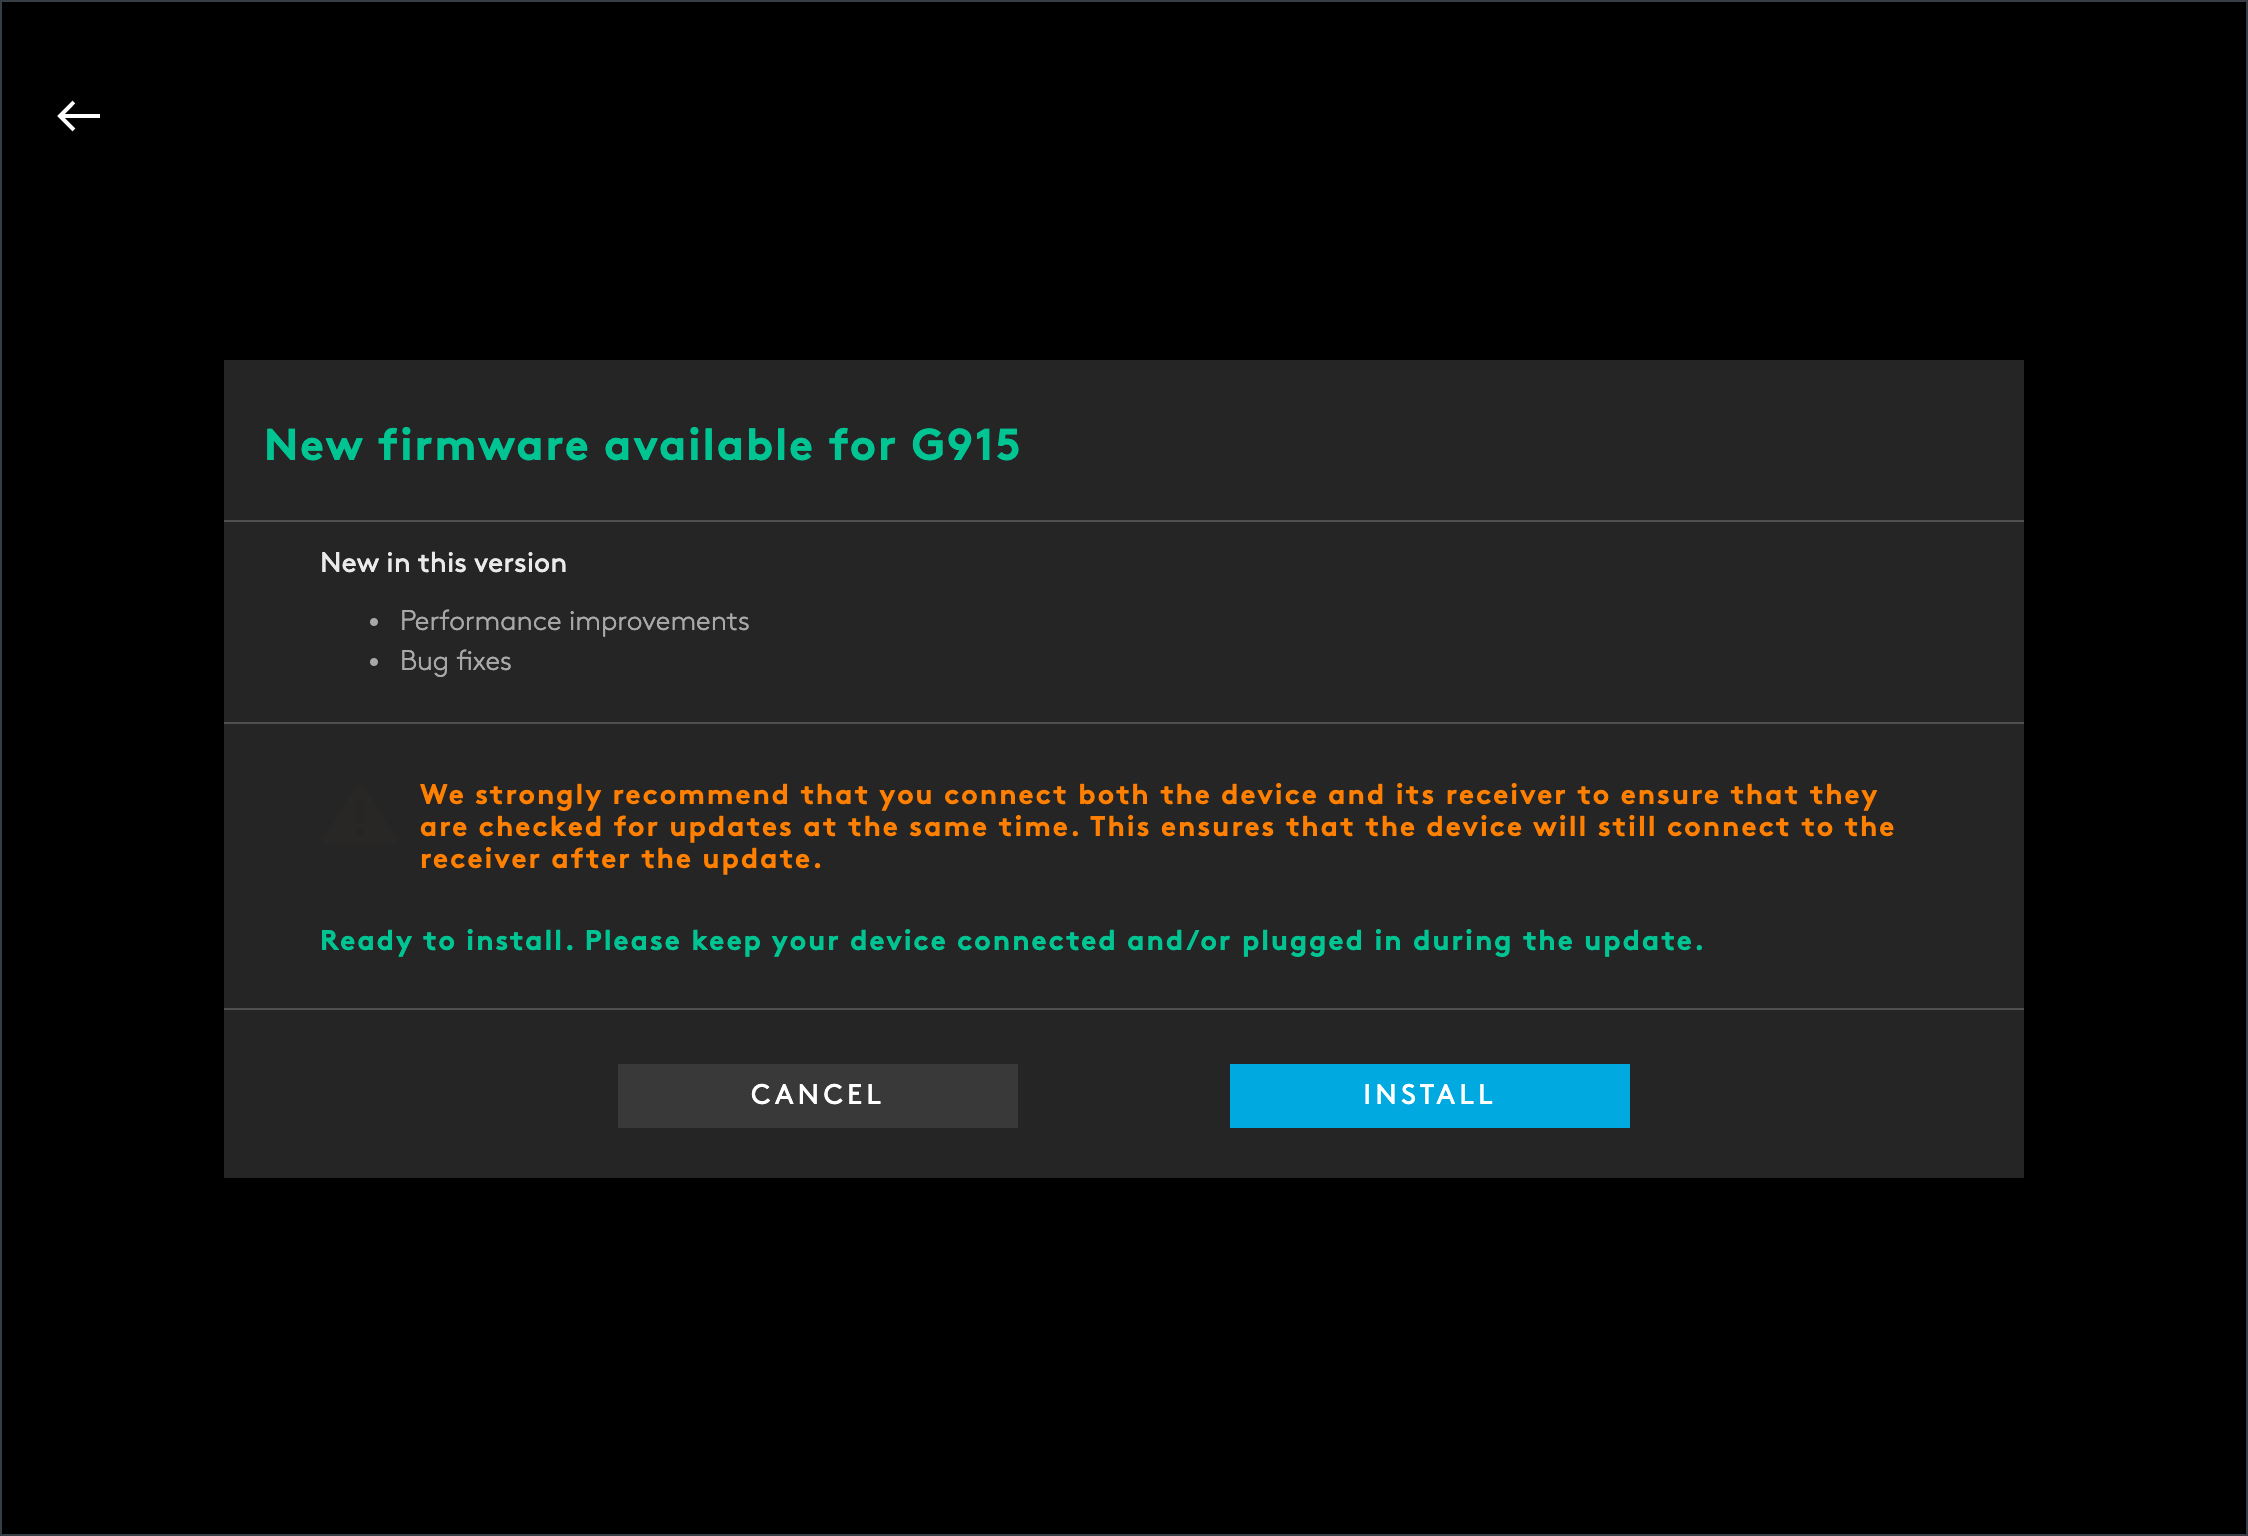 New firmware available for G915
New in this version
• Performance improvements
• Bug fixes
We strongly recommend that you connect both the device and its receiver to ensure that they
are checked for updates at the same time. This ensures that the device will still connect to the
receiver after the update.
Ready to install. Please keep your device connected and/or plugged in during the update.
CANCEL
INSTALL